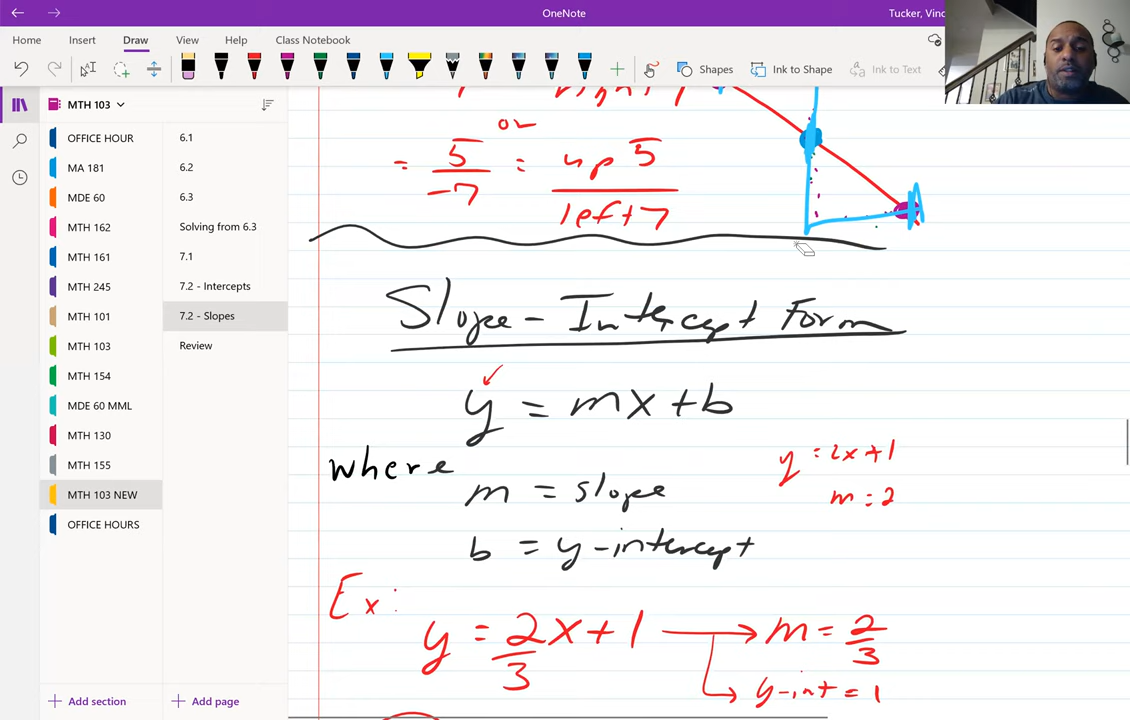 OneNote
Tucker, Vinc
Home Insert Draw View Help Class Notebook
Shapes Ink to Shape Ink to Text
MTH 103
OFFICE HOUR
MA 181
MDE 60
MTH 162
MTH 161
MTH 245
MTH 101
MTH 103
MTH 154
MDE 60 MML
MTH 130
MTH 155
MTH 103 NEW
OFFICE HOURS
Add section
6.1
6.2
6.3
Solving from 6.3
7.1
7.2 - Intercepts
7.2 - Slopes
Review
Add page
or
= 5/-7 = up 5/left 7
Slope - Intercept Form
y = mx + b
where
m = slope
b = y-intercept
y = 2x + 1
m = 2
Ex:
y = 2/3 x + 1 → m = 2/3
→ y-int = 1